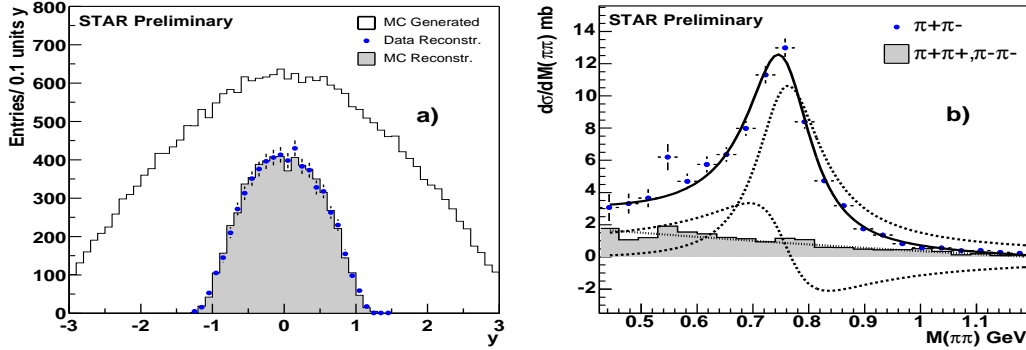 STAR Preliminary
MC Generated
Data Reconstr.
MC Reconstr.
a)
Entries/ 0.1 units y
800
700
600
500
400
300
200
100
0
-3 -2 -1 0 1 2 3
y
STAR Preliminary
π+π-
π+π+,π-π-
b)
dσ/dM(ππ) mb
14
12
10
8
6
4
2
0
-2
0.5 0.6 0.7 0.8 0.9 1 1.1
M(ππ) GeV